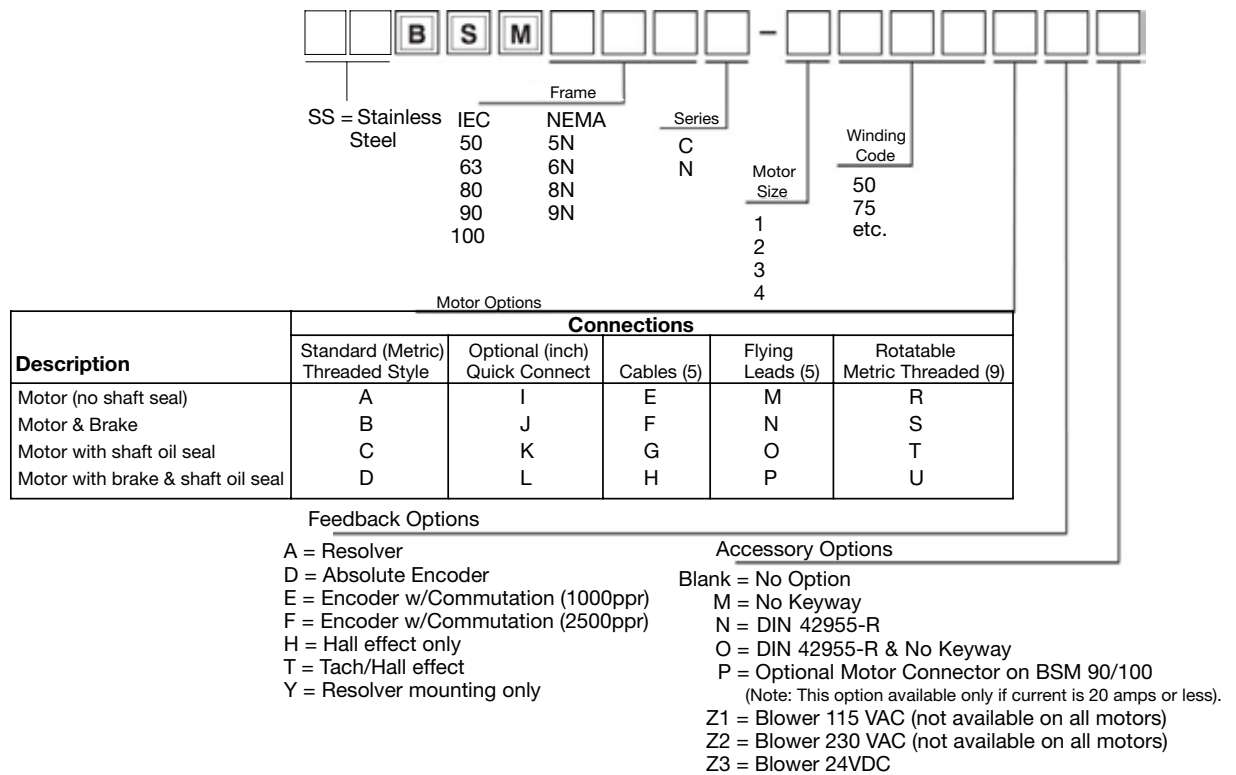 B S M –
Frame
SS = Stainless Steel
IEC NEMA
50 5N
63 6N
80 8N
90 9N
100
Series
C
N
Motor Size
1
2
3
4
Winding Code
50
75
etc.
Motor Options
Connections
Description
Standard (Metric) Threaded Style
Optional (inch) Quick Connect
Cables (5)
Flying Leads (5)
Rotatable Metric Threaded (9)
Motor (no shaft seal) A I E M R
Motor & Brake B J F N S
Motor with shaft oil seal C K G O T
Motor with brake & shaft oil seal D L H P U
Feedback Options
A = Resolver
D = Absolute Encoder
E = Encoder w/Commutation (1000ppr)
F = Encoder w/Commutation (2500ppr)
H = Hall effect only
T = Tach/Hall effect
Y = Resolver mounting only
Accessory Options
Blank = No Option
M = No Keyway
N = DIN 42955-R
O = DIN 42955-R & No Keyway
P = Optional Motor Connector on BSM 90/100
(Note: This option available only if current is 20 amps or less).
Z1 = Blower 115 VAC (not available on all motors)
Z2 = Blower 230 VAC (not available on all motors)
Z3 = Blower 24VDC